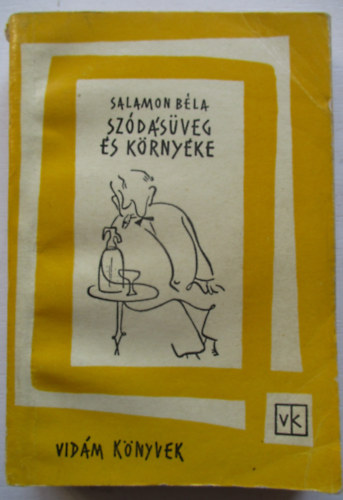 SALAMON BÉLA
SZÓDÁSÜVEG
ÉS KÖRNYÉKE
vk
VIDÁM KÖNYVEK